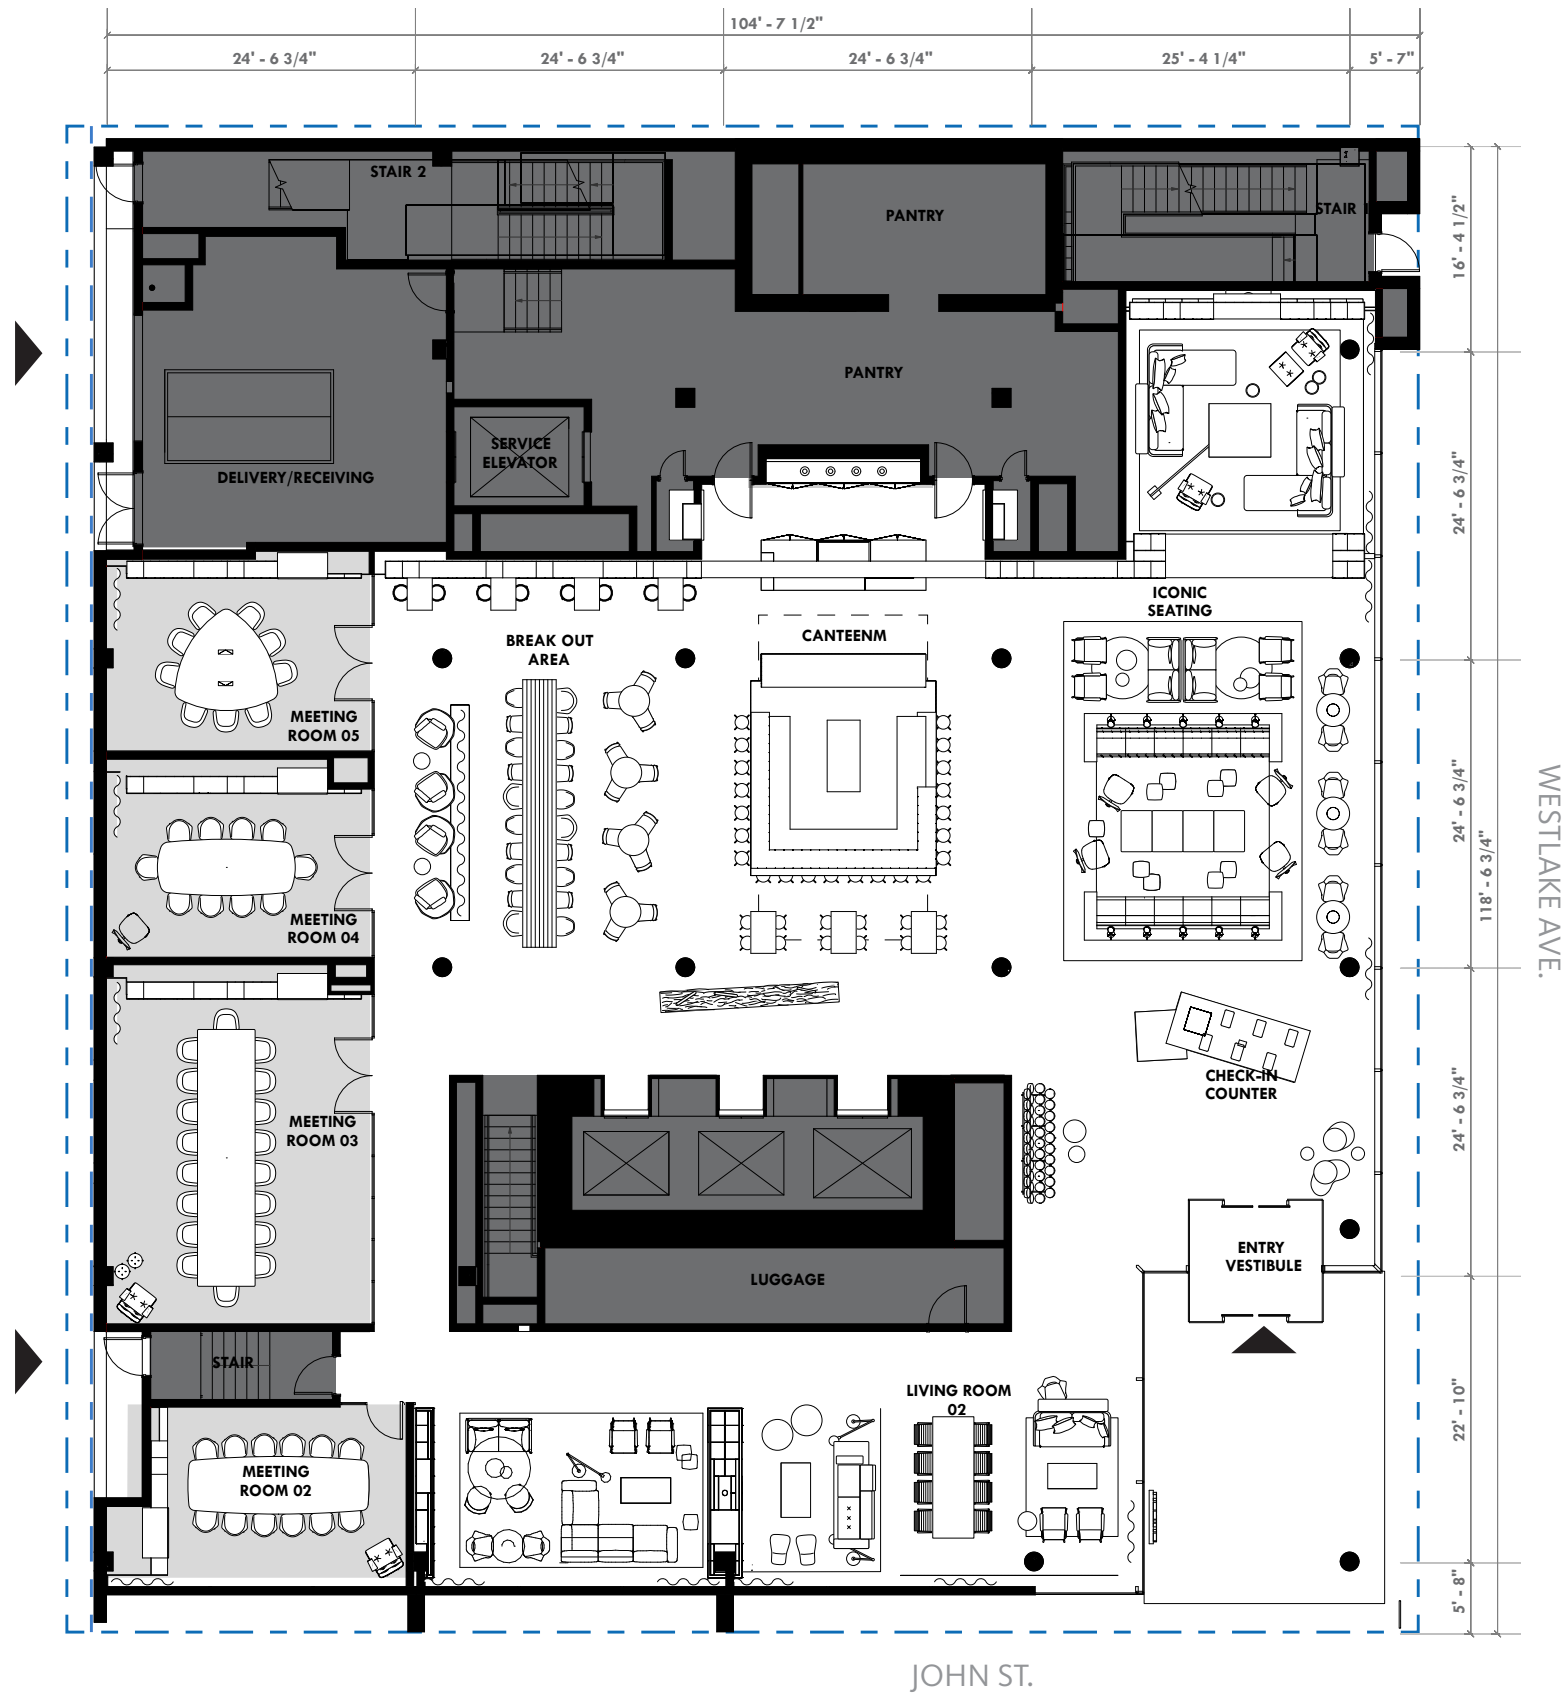 104' - 7 1/2"
24' - 6 3/4"
24' - 6 3/4"
24' - 6 3/4"
25' - 4 1/4"
5' - 7"
STAIR 2
PANTRY
STAIR 1
16' - 4 1/2"
PANTRY
SERVICE
ELEVATOR
DELIVERY/RECEIVING
24' - 6 3/4"
ICONIC
SEATING
BREAK OUT
AREA
CANTEENM
MEETING
ROOM 05
24' - 6 3/4"
118' - 6 3/4"
WESTLAKE AVE.
MEETING
ROOM 04
CHECK-IN
COUNTER
MEETING
ROOM 03
24' - 6 3/4"
ENTRY
VESTIBULE
LUGGAGE
STAIR
LIVING ROOM
02
22' - 10"
MEETING
ROOM 02
5' - 8"
JOHN ST.